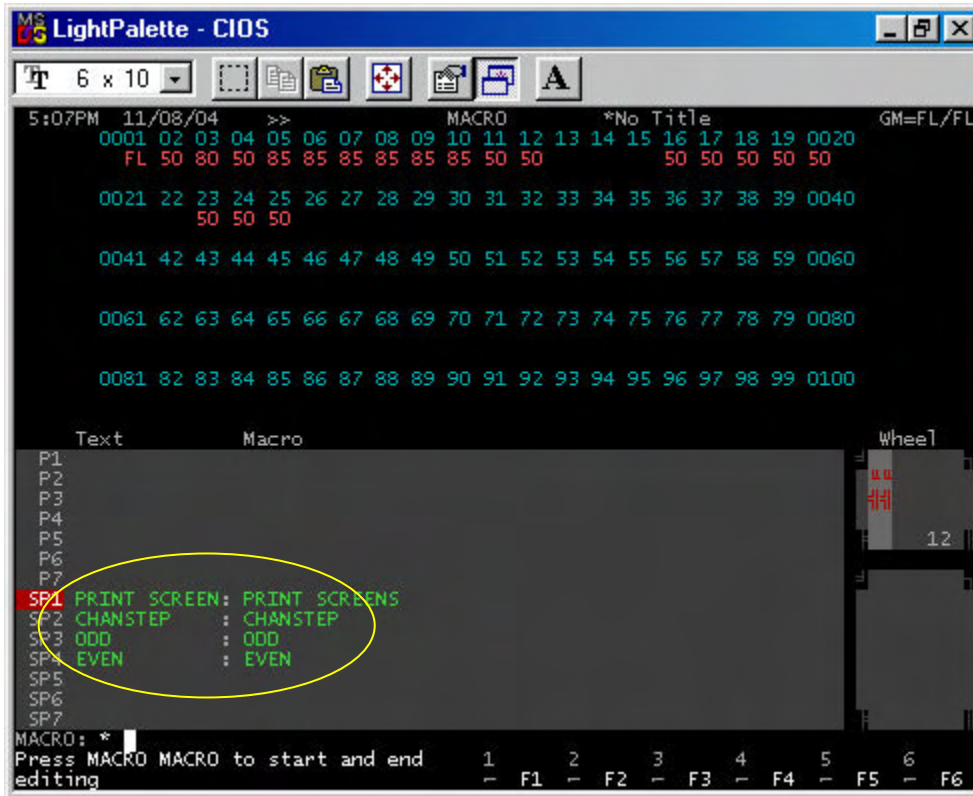 LightPalette - CIOS
6 x 10
A
5:07PM 11/08/04 >> MACRO *No Title GM=FL/FL
0001 02 03 04 05 06 07 08 09 10 11 12 13 14 15 16 17 18 19 0020
FL 50 80 50 85 85 85 85 85 85 50 50 50 50 50 50 50
0021 22 23 24 25 26 27 28 29 30 31 32 33 34 35 36 37 38 39 0040
50 50 50
0041 42 43 44 45 46 47 48 49 50 51 52 53 54 55 56 57 58 59 0060
0061 62 63 64 65 66 67 68 69 70 71 72 73 74 75 76 77 78 79 0080
0081 82 83 84 85 86 87 88 89 90 91 92 93 94 95 96 97 98 99 0100
Text Macro Wheel
P1
P2
P3
P4
P5 12
P6
P7
SP1 PRINT SCREEN: PRINT SCREENS
SP2 CHANSTEP : CHANSTEP
SP3 ODD : ODD
SP4 EVEN : EVEN
SP5
SP6
SP7
MACRO: *
Press MACRO MACRO to start and end 1 2 3 4 5 6
editing F1 F2 F3 F4 F5 F6